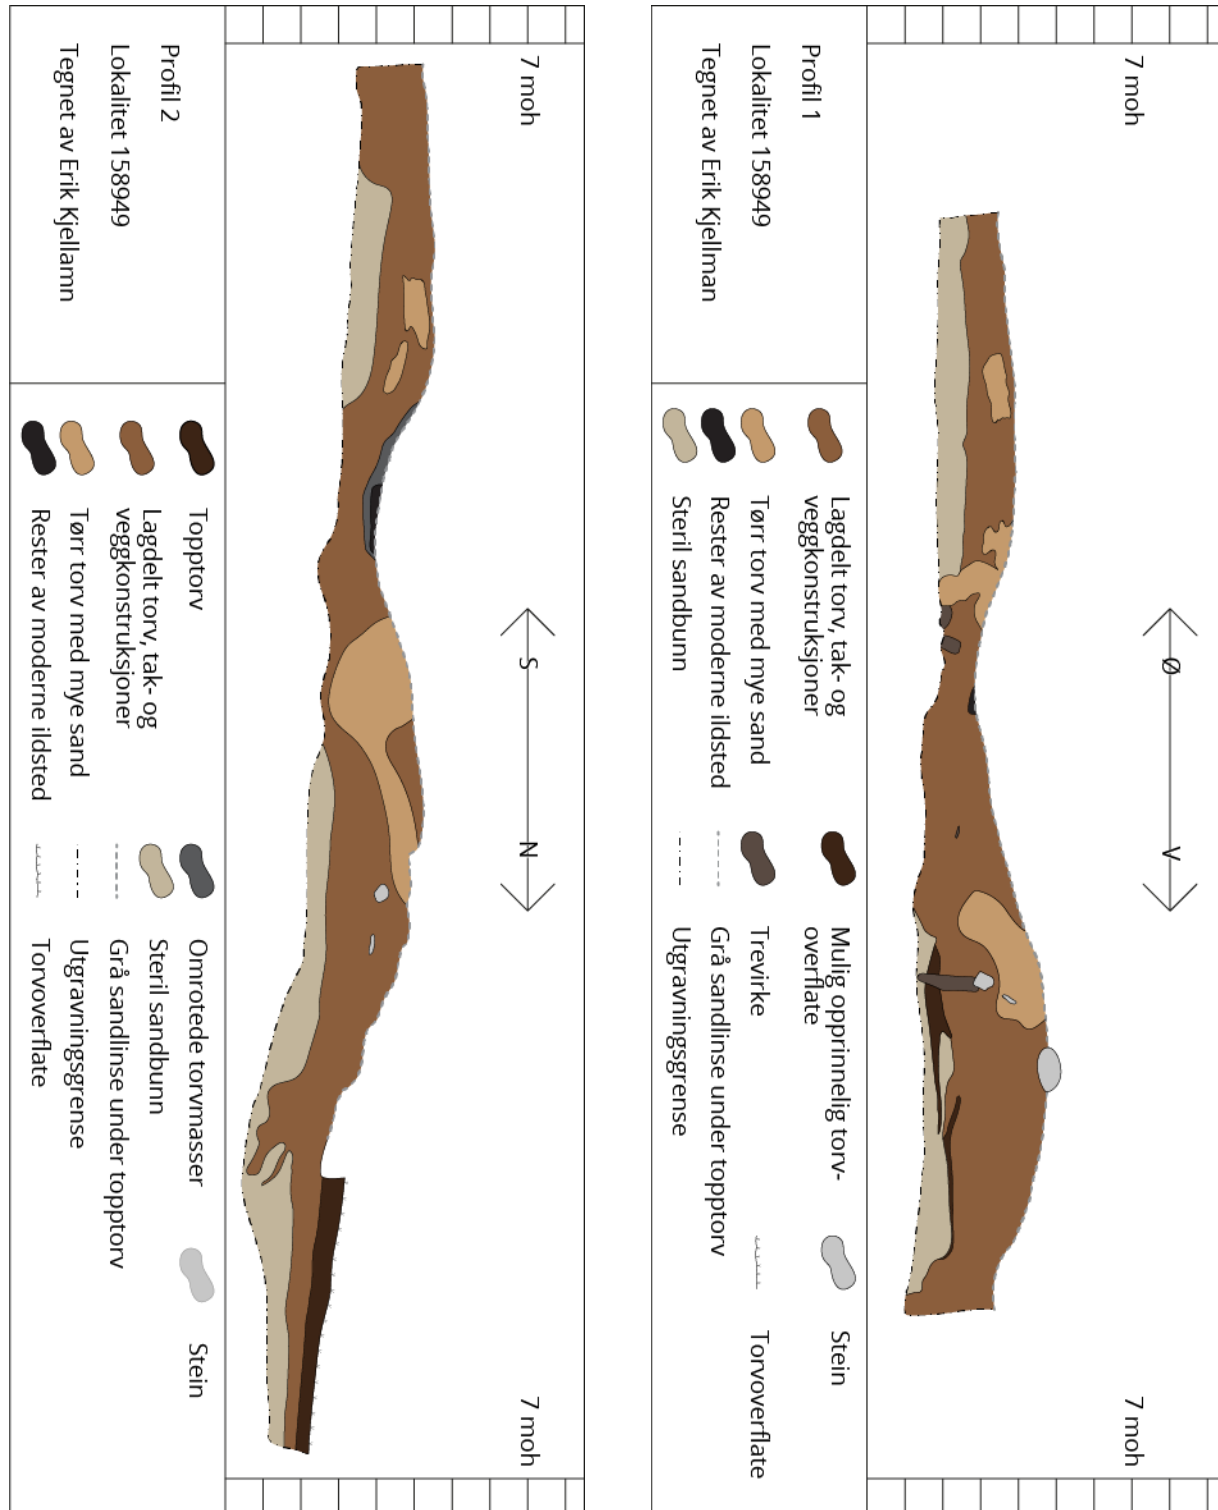 7 moh
7 moh
Ø
V
Profil 1
Lokalitet 158949
Tegnet av Erik Kjellman
Lagdelt torv, tak- og
veggkonstruksjoner
Tørr torv med mye sand
Rester av moderne ildsted
Steril sandbunn
Mulig opprinnelig torv-
overflate
Trevirke
Grå sandlinse under topptorv
Utgravningsgrense
Stein
Torvoverflate
7 moh
7 moh
S
N
Profil 2
Lokalitet 158949
Tegnet av Erik Kjellamn
Topptorv
Lagdelt torv, tak- og
veggkonstruksjoner
Tørr torv med mye sand
Rester av moderne ildsted
Omrotede torvmasser
Steril sandbunn
Grå sandlinse under topptorv
Utgravningsgrense
Torvoverflate
Stein